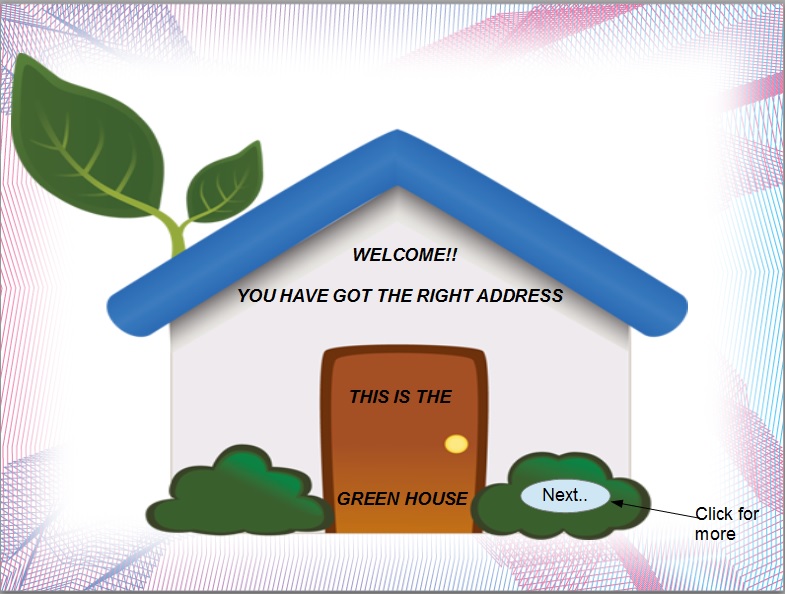 WELCOME!!
YOU HAVE GOT THE RIGHT ADDRESS
THIS IS THE
GREEN HOUSE
Next..
Click for
more